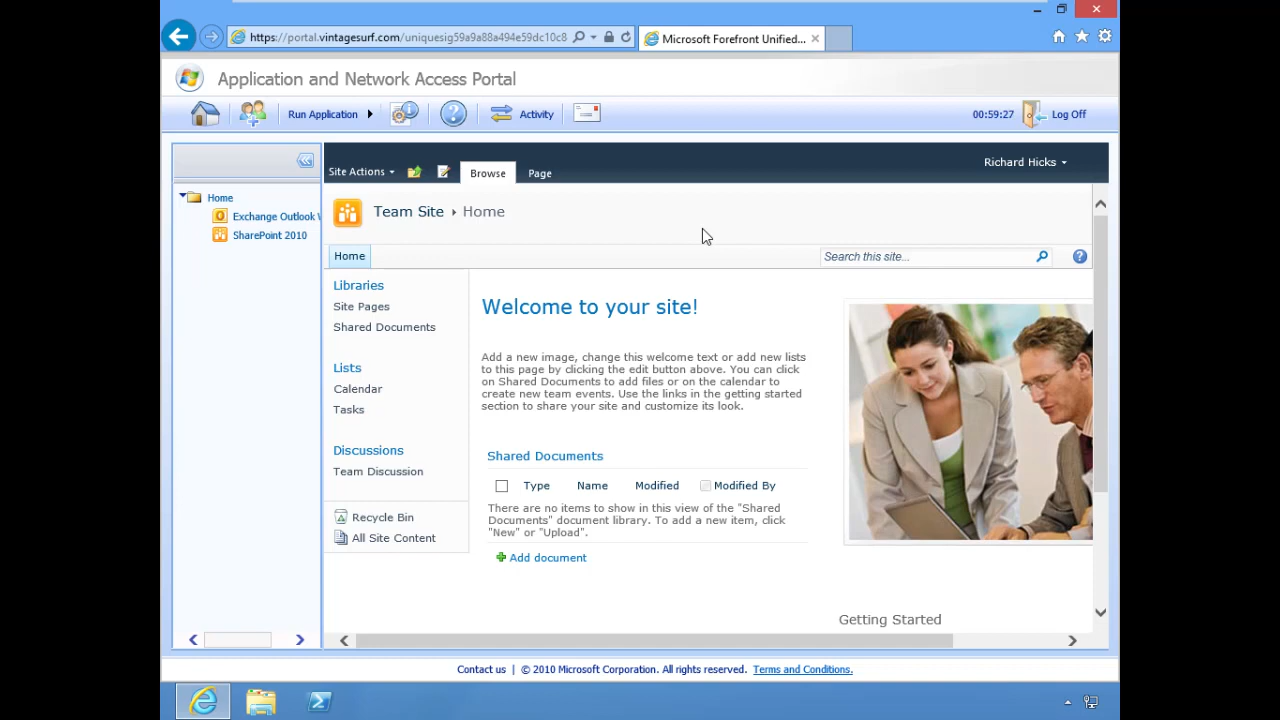 https://portal.vintagesurf.com/uniquesig59a9a88a494e59dc10c8
Microsoft Forefront Unified...
Application and Network Access Portal
Run Application
Activity
00:59:27
Log Off
Site Actions
Browse
Page
Richard Hicks
Home
Exchange Outlook W
SharePoint 2010
Team Site
Home
Home
Search this site...
Libraries
Site Pages
Shared Documents
Lists
Calendar
Tasks
Discussions
Team Discussion
Recycle Bin
All Site Content
Welcome to your site!
Add a new image, change this welcome text or add new lists
to this page by clicking the edit button above. You can click
on Shared Documents to add files or on the calendar to
create new team events. Use the links in the getting started
section to share your site and customize its look.
Shared Documents
Type Name Modified Modified By
There are no items to show in this view of the "Shared
Documents" document library. To add a new item, click
"New" or "Upload".
Add document
Getting Started
Contact us | © 2010 Microsoft Corporation. All rights reserved. Terms and Conditions.